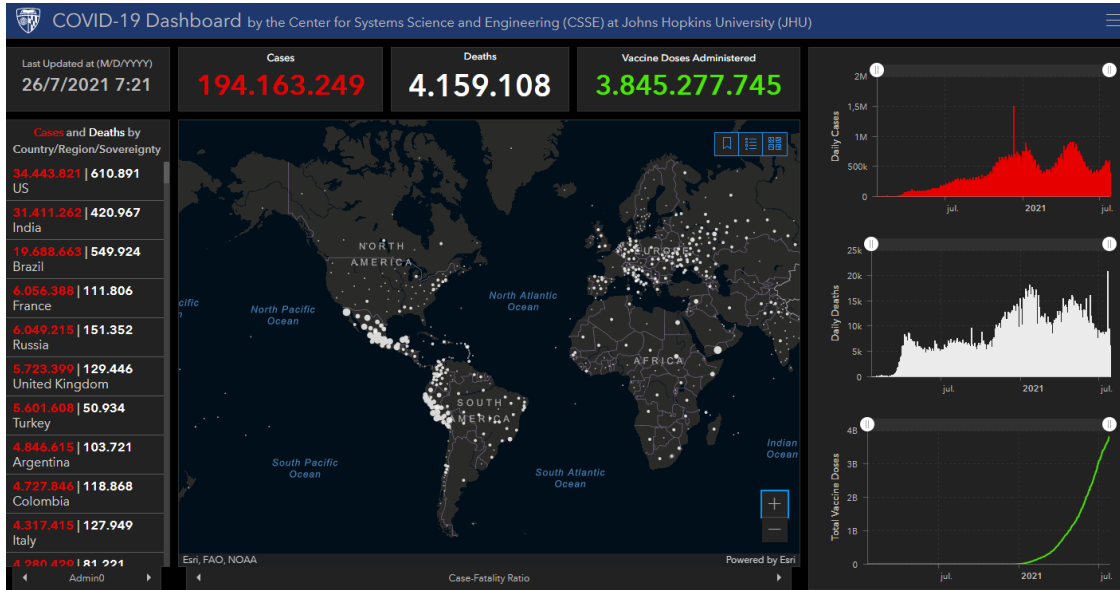 COVID-19 Dashboard by the Center for Systems Science and Engineering (CSSE) at Johns Hopkins University (JHU)
Last Updated at (M/D/YYYY)
26/7/2021 7:21
Cases
194.163.249
Deaths
4.159.108
Vaccine Doses Administered
3.845.277.745
Cases and Deaths by
Country/Region/Sovereignty
34.443.821 | 610.891
US
31.411.262 | 420.967
India
19.688.663 | 549.924
Brazil
6.056.388 | 111.806
France
6.049.215 | 151.352
Russia
5.723.399 | 129.446
United Kingdom
5.601.608 | 50.934
Turkey
4.846.615 | 103.721
Argentina
4.727.846 | 118.868
Colombia
4.317.415 | 127.949
Italy
4.280.429 | 81.221
Admin0
NORTH
AMERICA
EUROPE
cific
North Pacific
Ocean
North Atlantic
Ocean
AFRICA
SOUTH
AMERICA
Indian
Ocean
South Pacific
Ocean
South Atlantic
Ocean
+
−
Esri, FAO, NOAA
Powered by Esri
Case-Fatality Ratio
Daily Cases
2M
1,5M
1M
500k
0
jul.
2021
jul.
Daily Deaths
25k
20k
15k
10k
5k
0
jul.
2021
jul.
Total Vaccine Doses
4B
3B
2B
1B
0
jul.
2021
jul.